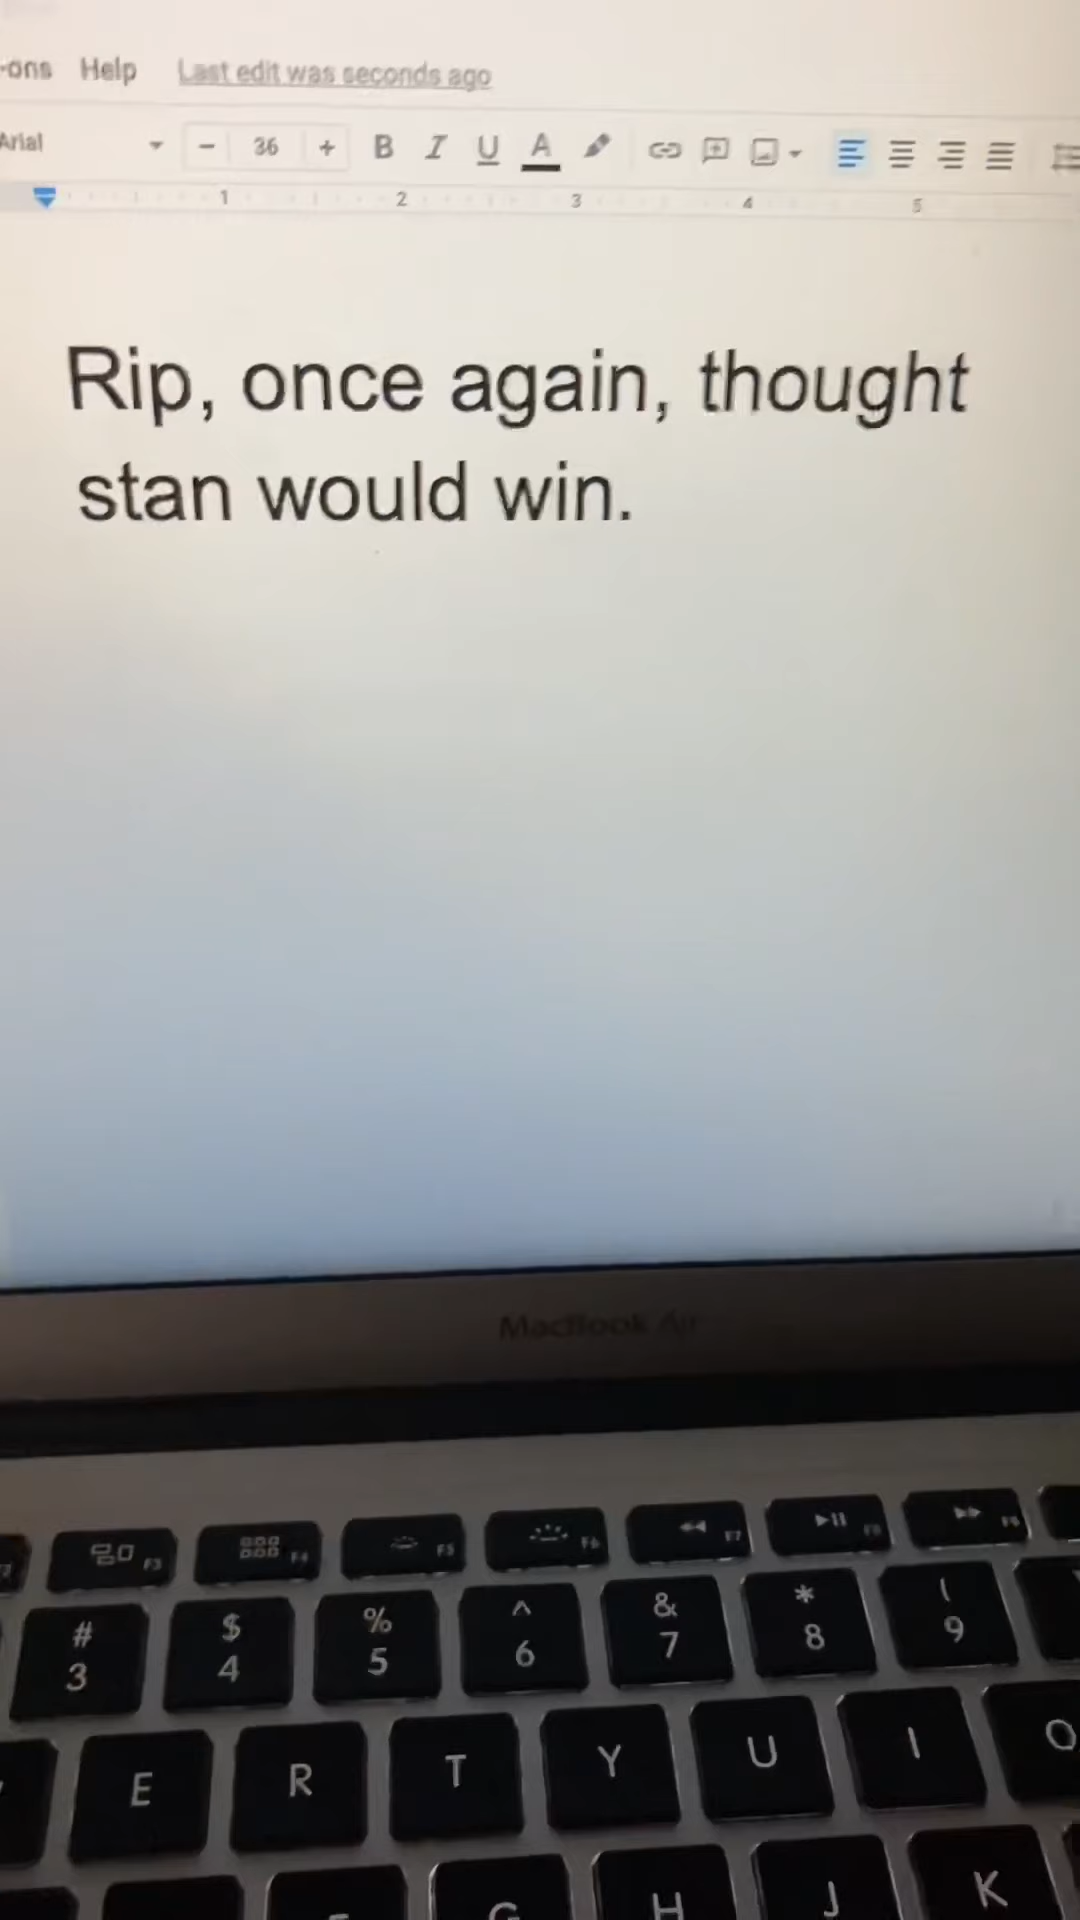 -ons Help Last edit was seconds ago
Arial - 36 + B I U A
1 2 3 4 5
Rip, once again, thought
stan would win.
MacBook Air
F3 F4 F5 F6 F7 F8 F9
# $ % ^ & * (
3 4 5 6 7 8 9
E R T Y U I O
G H J K